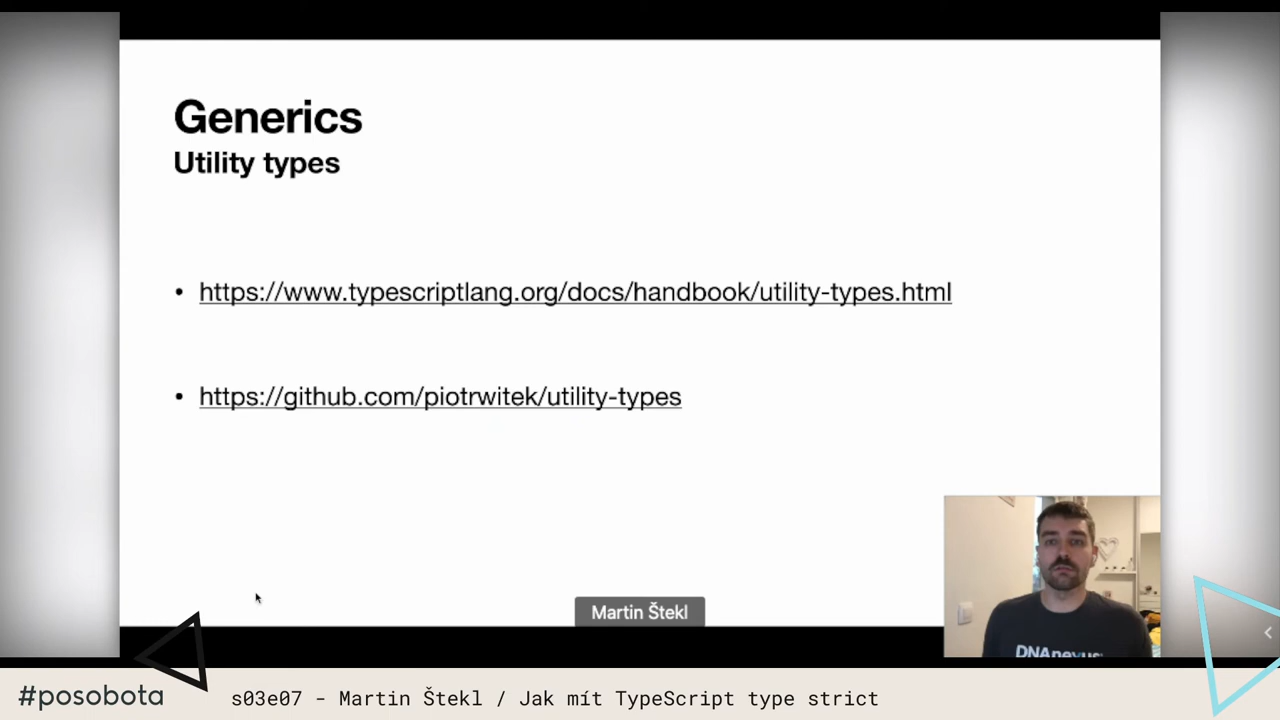 Generics
Utility types
• https://www.typescriptlang.org/docs/handbook/utility-types.html
• https://github.com/piotrwitek/utility-types
Martin Štekl
DNAnexus
#posobota
s03e07 - Martin Štekl / Jak mít TypeScript type strict